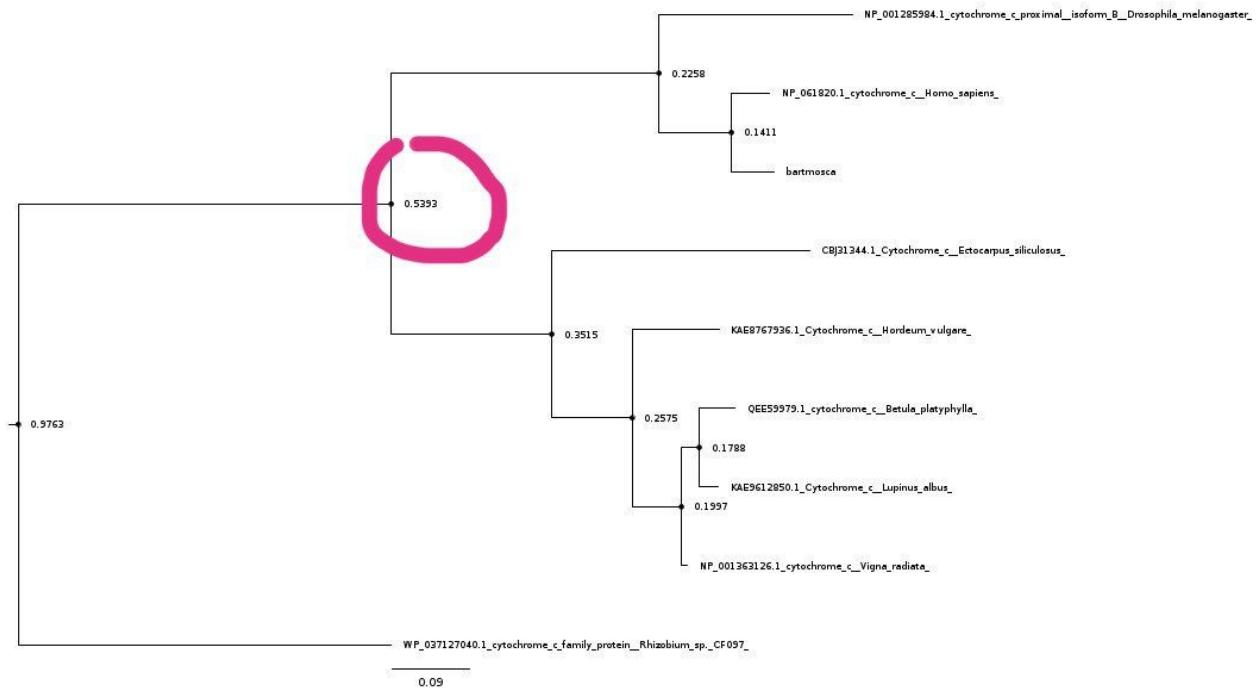 NP_001285984.1_cytochrome_c_proximal__isoform_B__Drosophila_melanogaster_
0.2258
NP_061820.1_cytochrome_c__Homo_sapiens_
0.1411
bartmosca
0.5393
CBJ31344.1_Cytochrome_c__Ectocarpus_siliculosus_
0.3515
KAE8767936.1_Cytochrome_c__Hordeum_vulgare_
QEE59979.1_cytochrome_c__Betula_platyphylla_
0.2575
0.9763
0.1788
KAE9612850.1_Cytochrome_c__Lupinus_albus_
0.1997
NP_001363126.1_cytochrome_c__Vigna_radiata_
WP_037127040.1_cytochrome_c_family_protein__Rhizobium_sp._CF097_
0.09